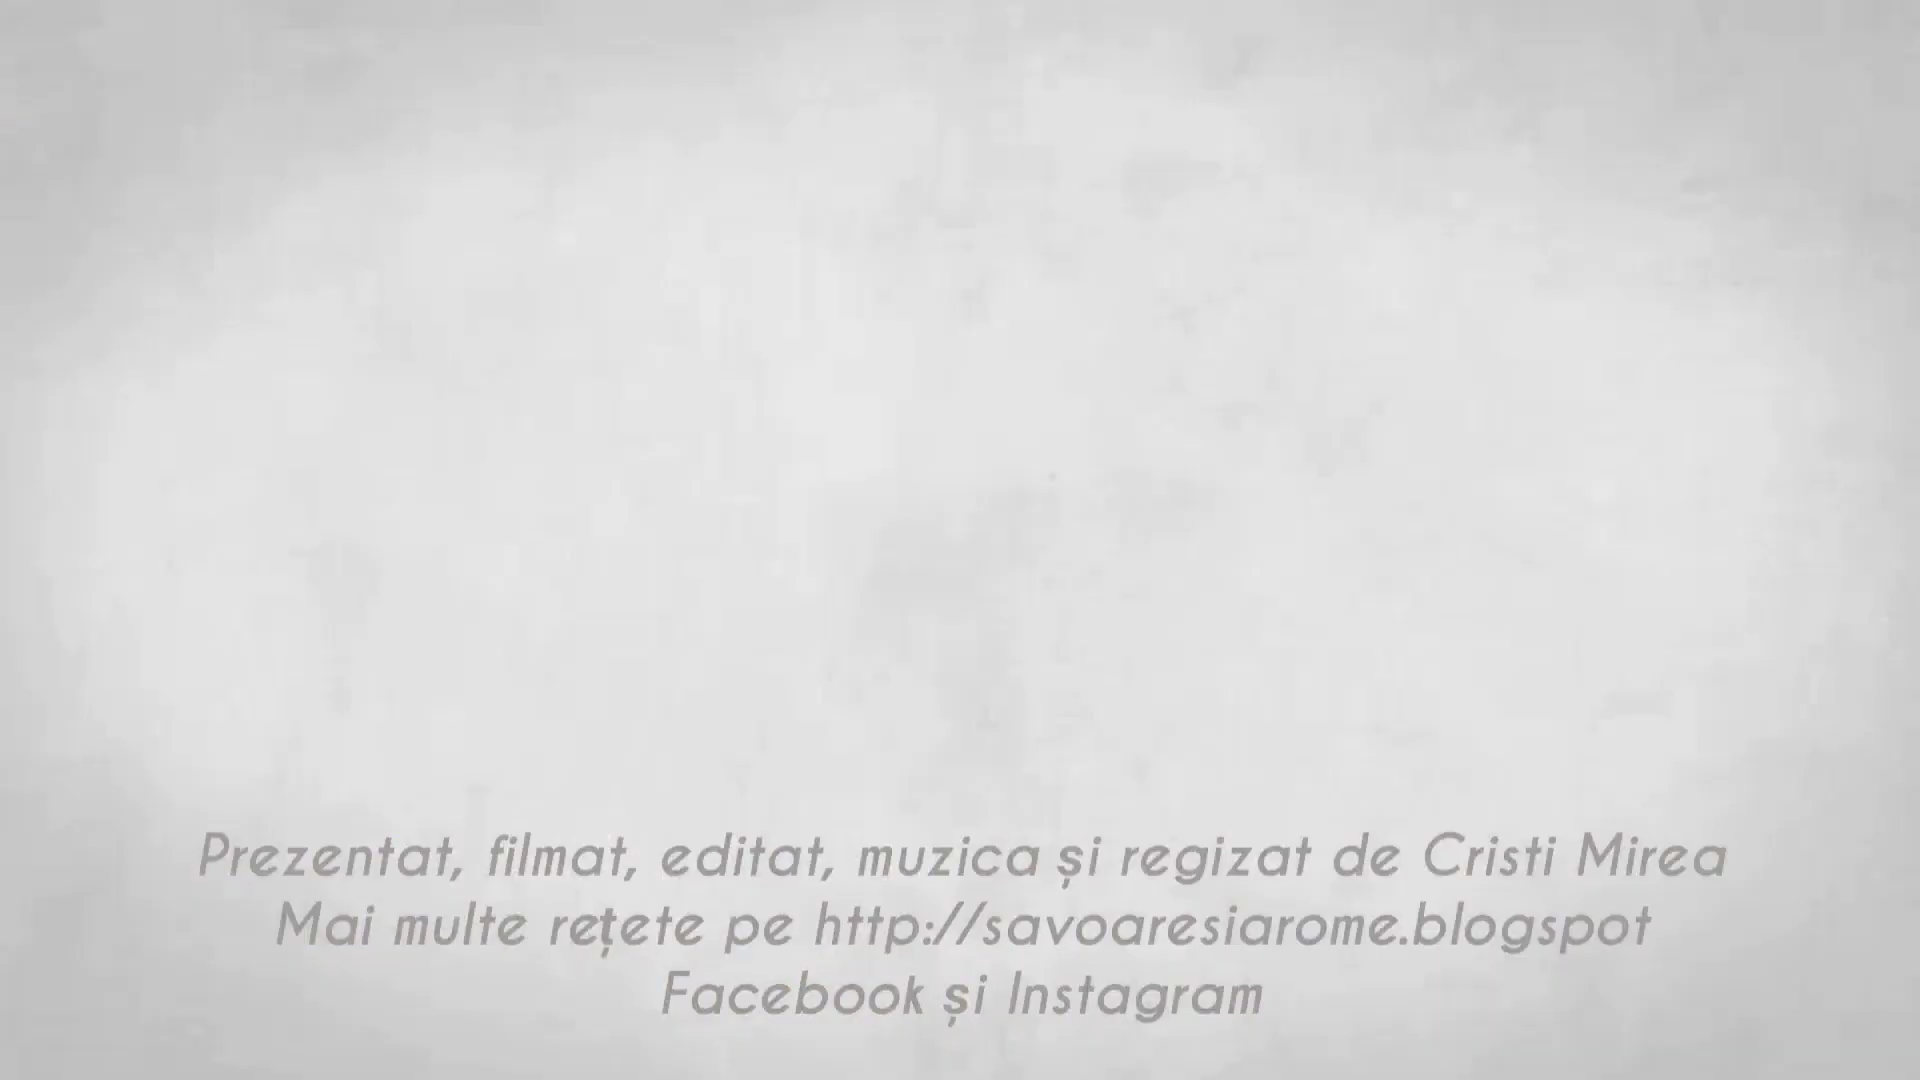 Prezentat, filmat, editat, muzica și regizat de Cristi Mirea
Mai multe rețete pe http://savoaresiarome.blogspot
Facebook și Instagram